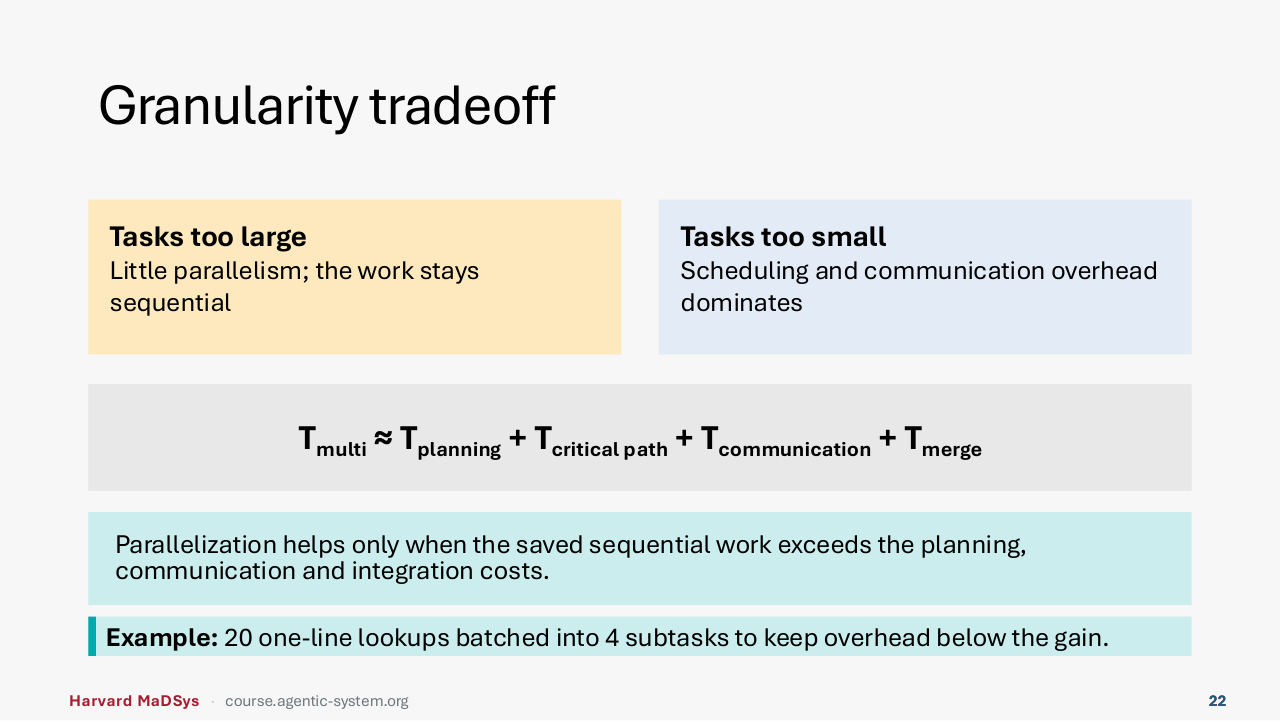 Granularity tradeoff
Tasks too large
Little parallelism; the work stays
sequential
Tasks too small
Scheduling and communication overhead
dominates
Tmulti ≈ Tplanning + Tcritical path + Tcommunication + Tmerge
Parallelization helps only when the saved sequential work exceeds the planning,
communication and integration costs.
Example: 20 one-line lookups batched into 4 subtasks to keep overhead below the gain.
Harvard MaDSys · course.agentic-system.org
22